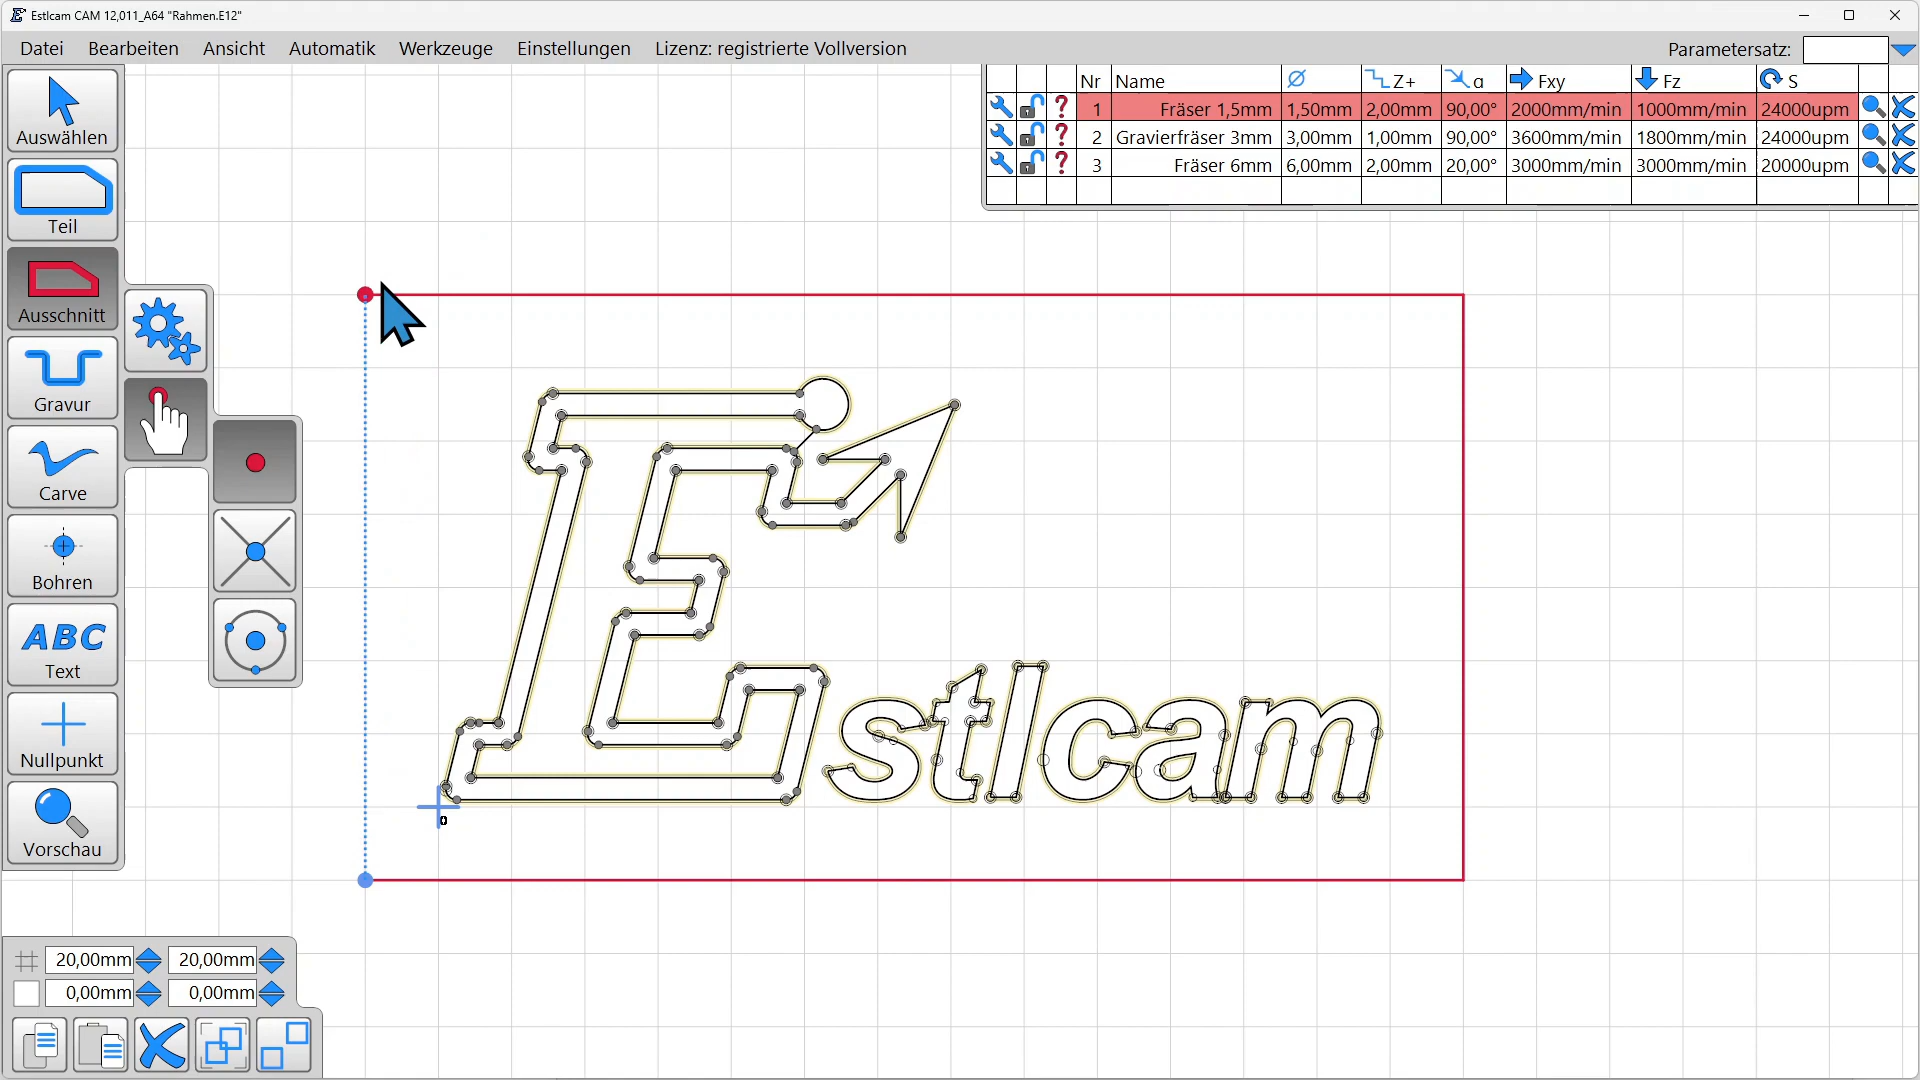 Estlcam CAM 12,011_A64 "Rahmen.E12"
Datei Bearbeiten Ansicht Automatik Werkzeuge Einstellungen Lizenz: registrierte Vollversion Parametersatz:
Nr Name Z+ α Fxy Fz S
1 Fräser 1,5mm 1,50mm 2,00mm 90,00° 2000mm/min 1000mm/min 24000upm
2 Gravierfräser 3mm 3,00mm 1,00mm 90,00° 3600mm/min 1800mm/min 24000upm
3 Fräser 6mm 6,00mm 2,00mm 20,00° 3000mm/min 3000mm/min 20000upm
Auswählen
Teil
Ausschnitt
Gravur
Carve
Bohren
ABC
Text
Nullpunkt
Vorschau
Estlcam
0
20,00mm 20,00mm
0,00mm 0,00mm